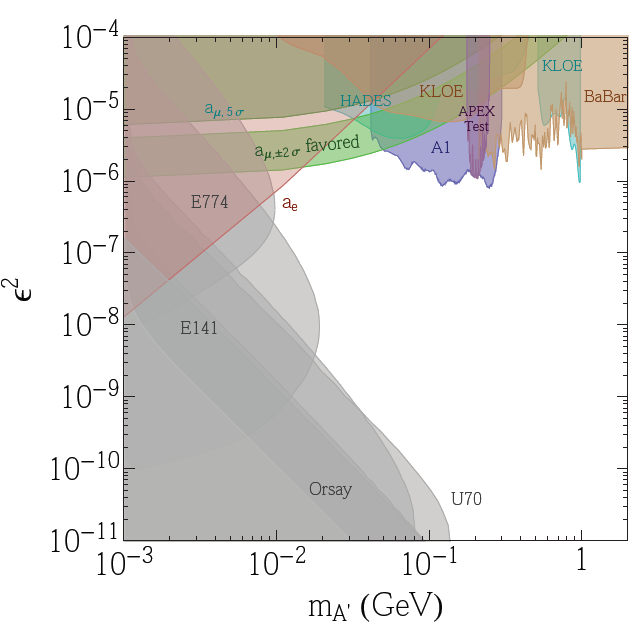 10⁻⁴
10⁻⁵
10⁻⁶
10⁻⁷
10⁻⁸
10⁻⁹
10⁻¹⁰
10⁻¹¹
ϵ²
KLOE
HADES
KLOE
BaBar
a_μ,5σ
APEX
Test
a_μ,±2σ favored
A1
E774
a_e
E141
Orsay
U70
10⁻³
10⁻²
10⁻¹
1
m_A' (GeV)